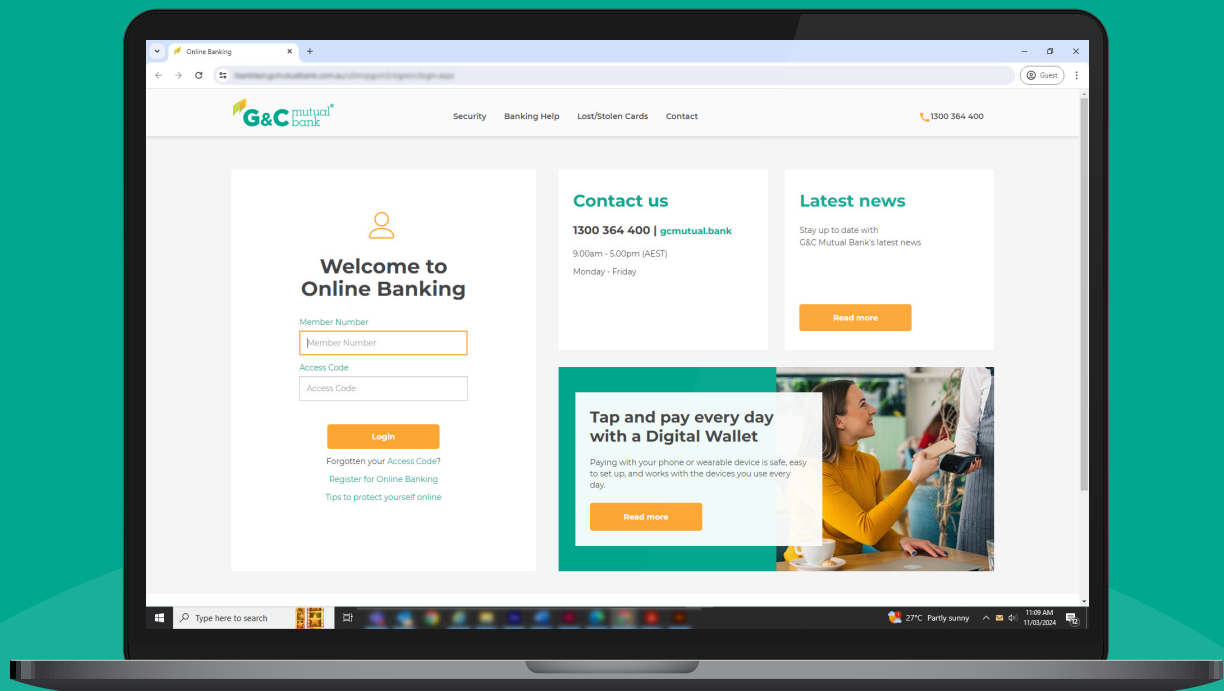 Online Banking
Guest
G&C mutual bank®
Security Banking Help Lost/Stolen Cards Contact
1300 364 400
Welcome to
Online Banking
Member Number
Member Number
Access Code
Access Code
Login
Forgotten your Access Code?
Register for Online Banking
Tips to protect yourself online
Contact us
1300 364 400 | gcmutual.bank
9.00am - 5.00pm (AEST)
Monday - Friday
Latest news
Stay up to date with
G&C Mutual Bank's latest news
Read more
Tap and pay every day
with a Digital Wallet
Paying with your phone or wearable device is safe, easy
to set up, and works with the devices you use every
day.
Read more
Type here to search
27°C Partly sunny
11:09 AM
11/03/2024